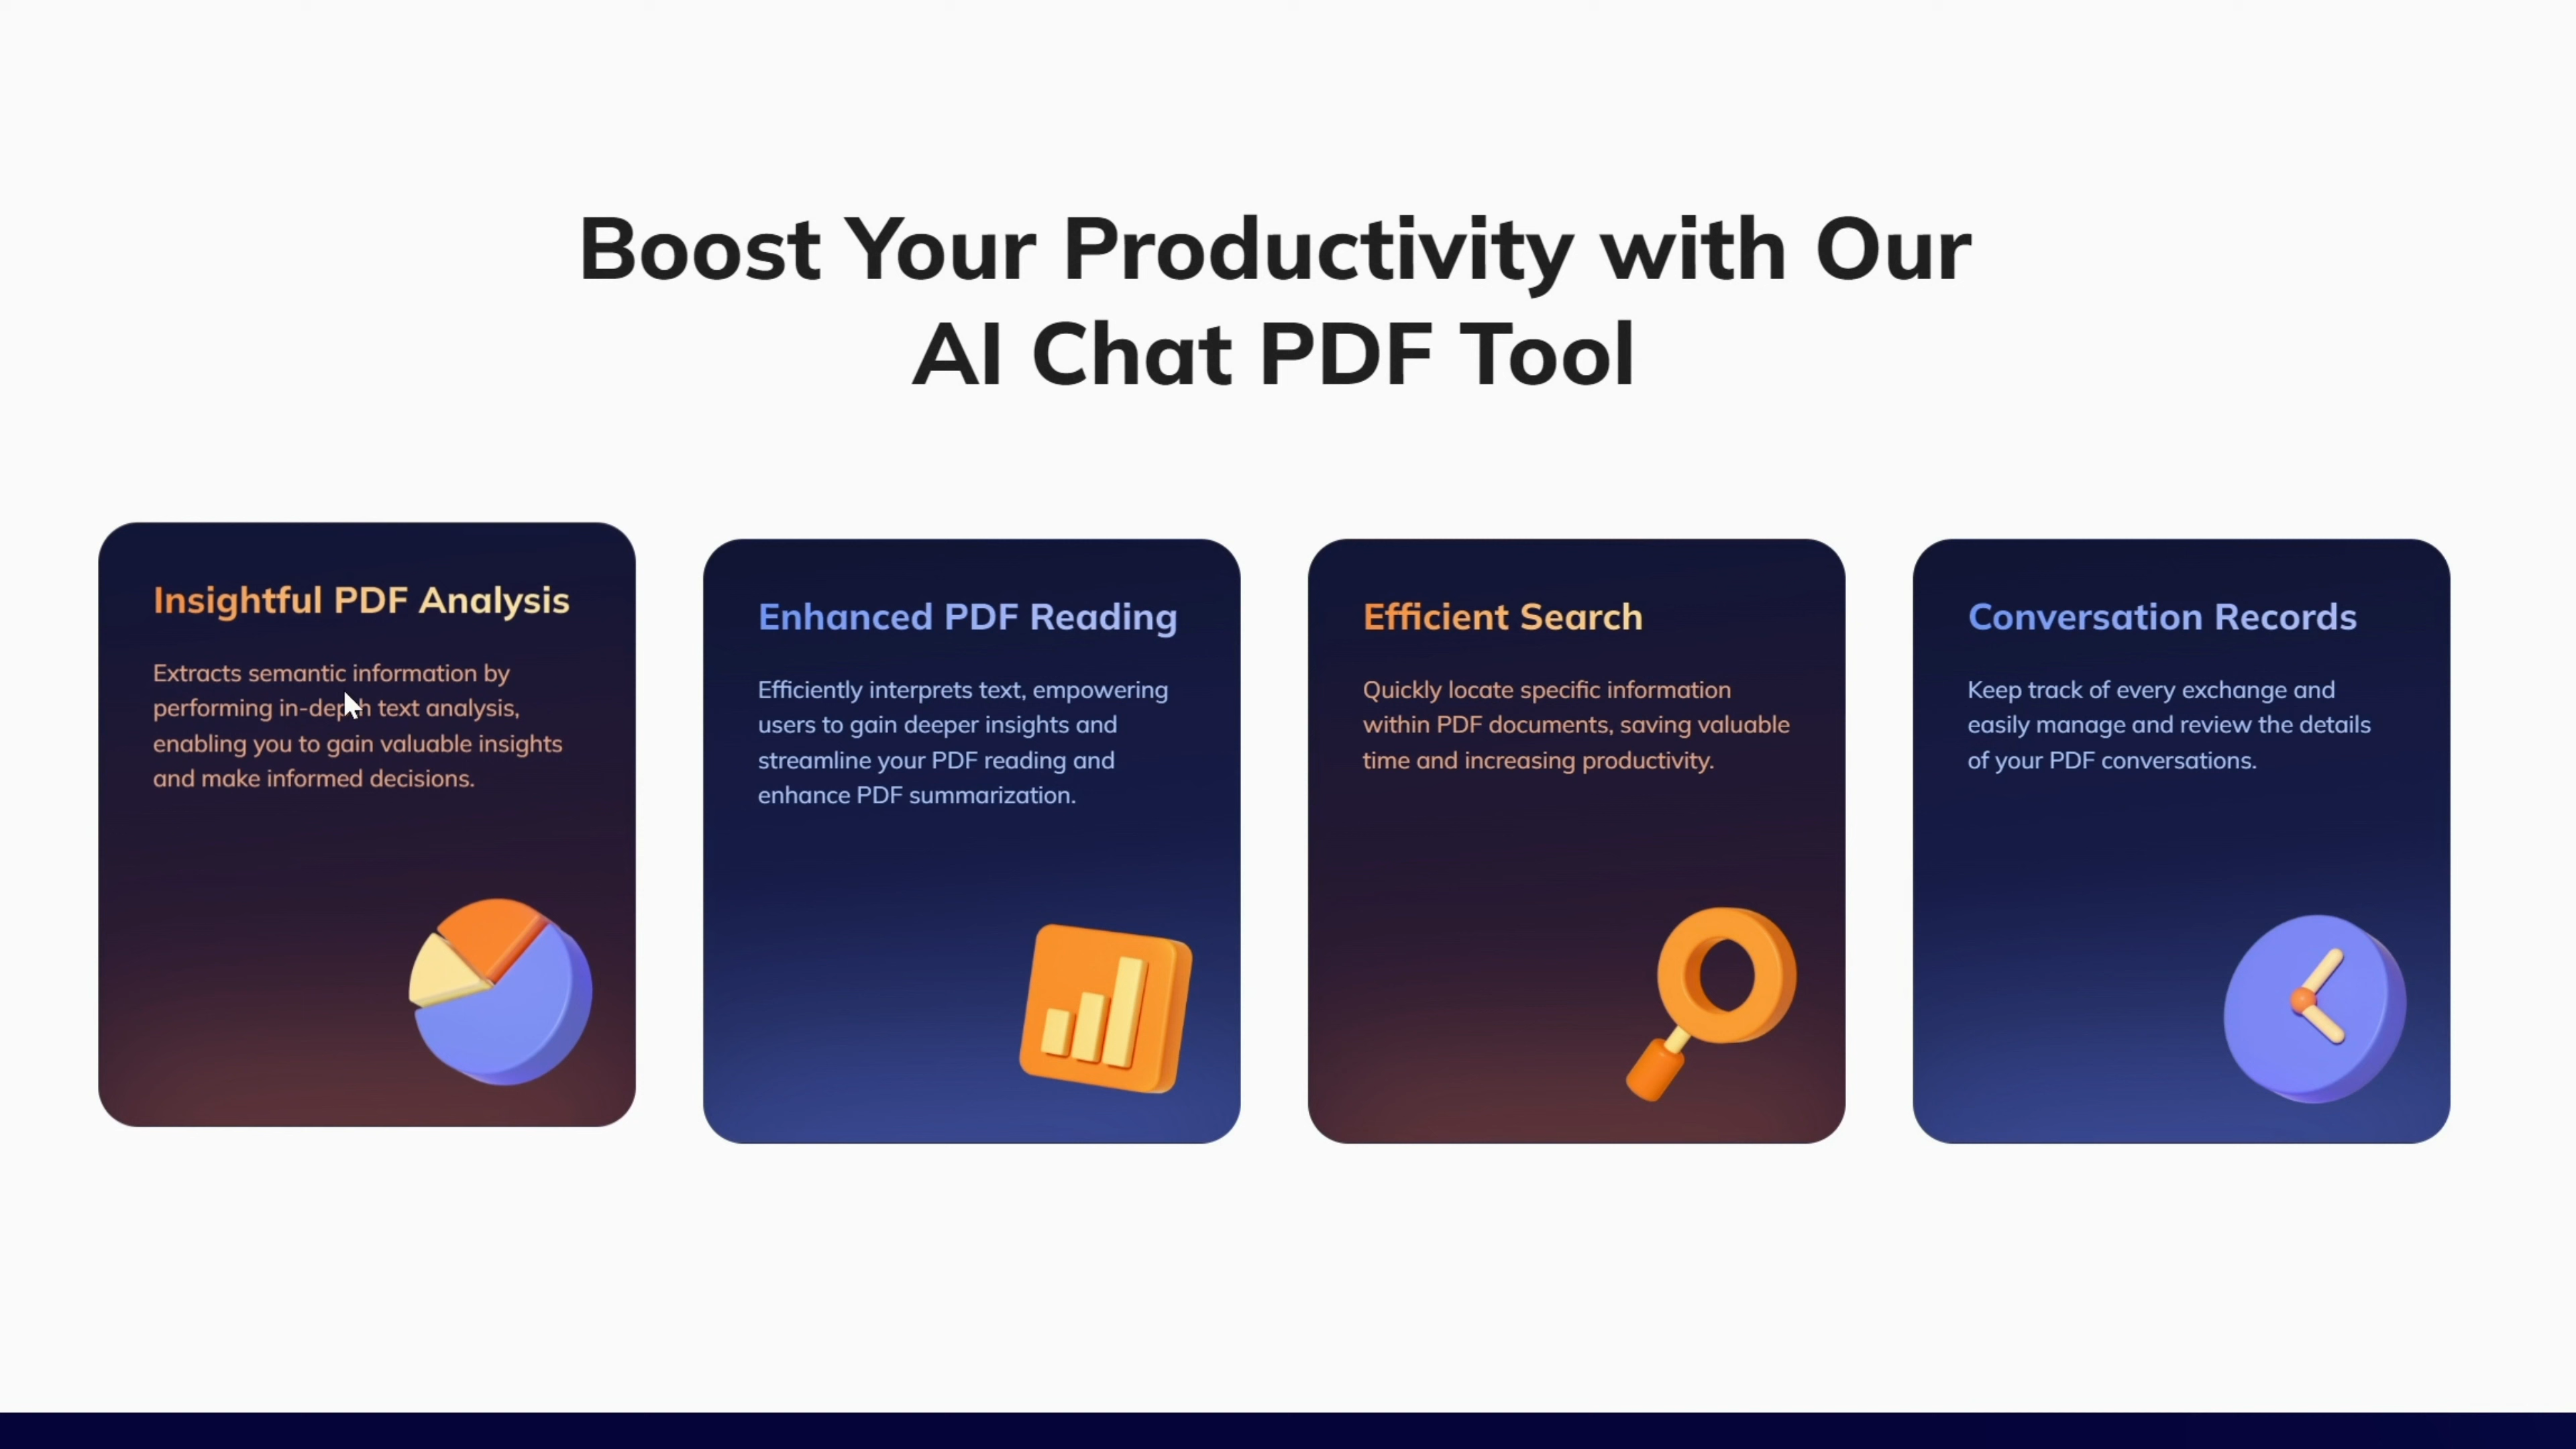 Boost Your Productivity with Our
AI Chat PDF Tool
Insightful PDF Analysis
Extracts semantic information by
performing in-depth text analysis,
enabling you to gain valuable insights
and make informed decisions.
Enhanced PDF Reading
Efficiently interprets text, empowering
users to gain deeper insights and
streamline your PDF reading and
enhance PDF summarization.
Efficient Search
Quickly locate specific information
within PDF documents, saving valuable
time and increasing productivity.
Conversation Records
Keep track of every exchange and
easily manage and review the details
of your PDF conversations.